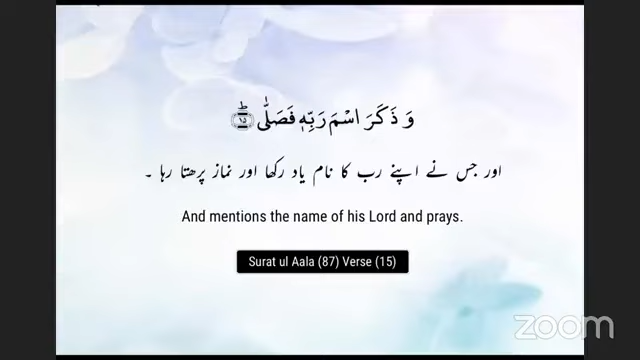 وَ ذَكَرَ اسْمَ رَبِّهٖ فَصَلّٰى ﴿ؕ۱۵﴾
اور جس نے اپنے رب کا نام یاد رکھا اور نماز پڑھتا رہا ۔
And mentions the name of his Lord and prays.
Surat ul Aala (87) Verse (15)
zoom